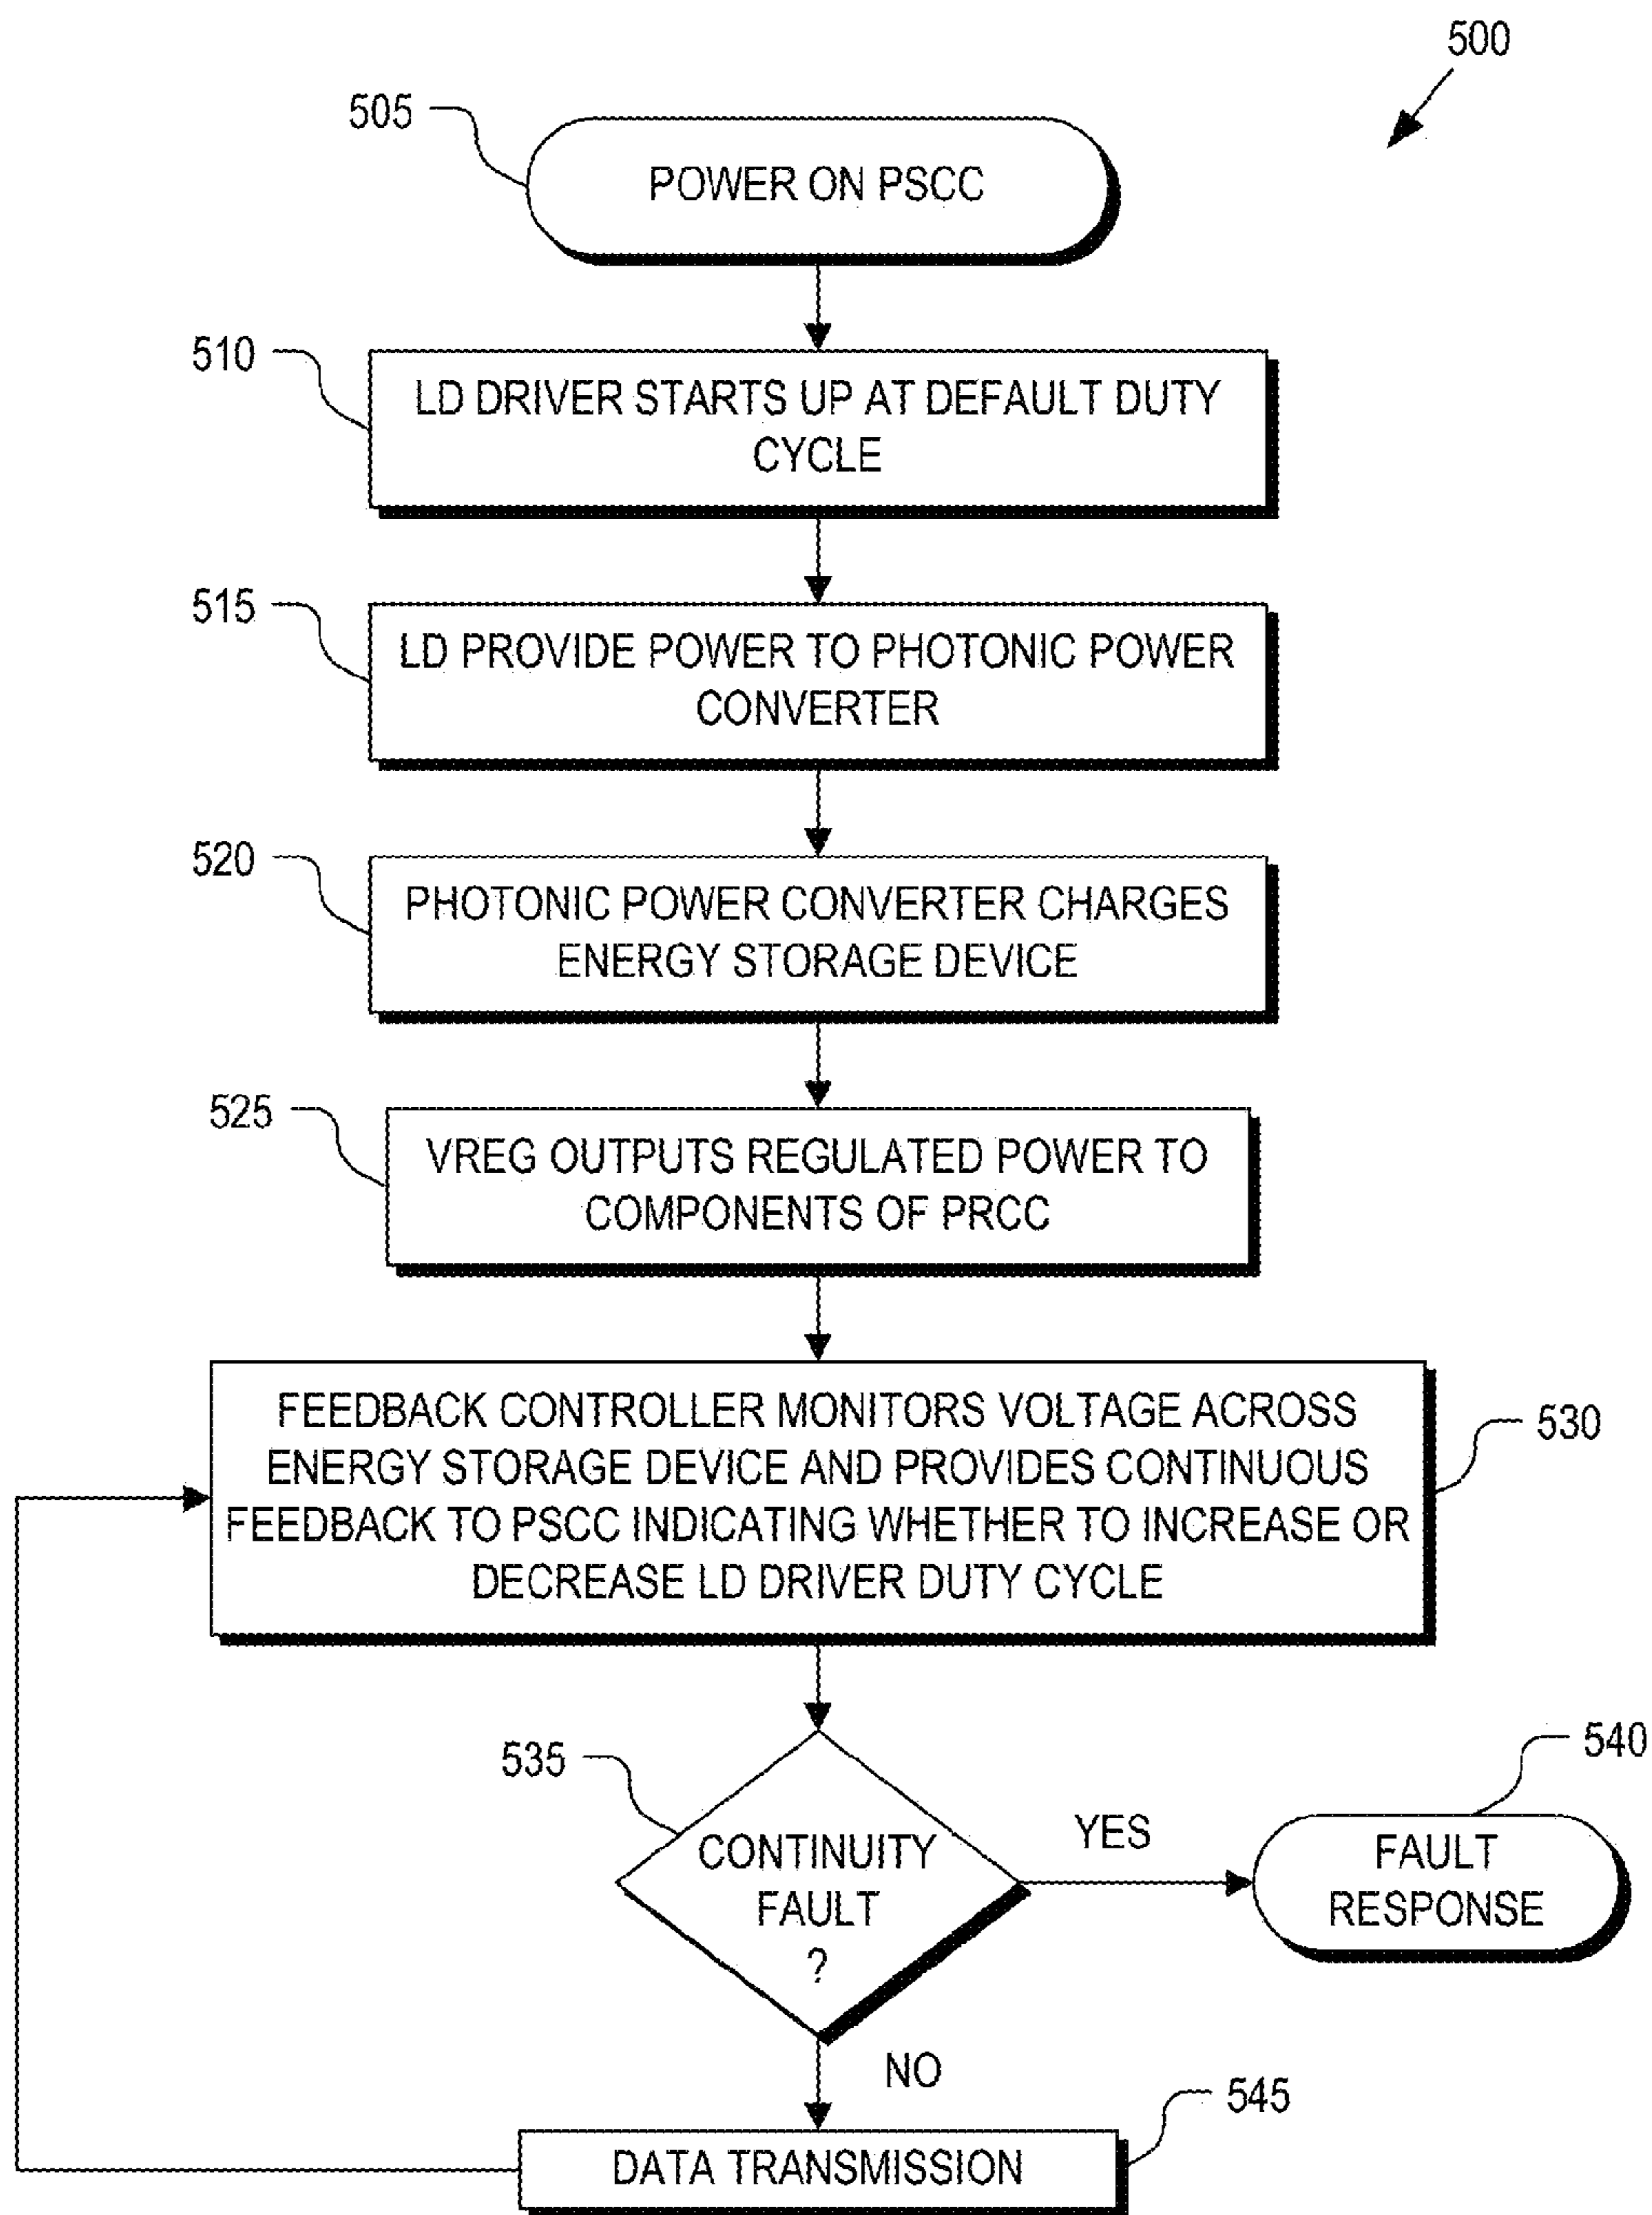 500
505
POWER ON PSCC
510
LD DRIVER STARTS UP AT DEFAULT DUTY
CYCLE
515
LD PROVIDE POWER TO PHOTONIC POWER
CONVERTER
520
PHOTONIC POWER CONVERTER CHARGES
ENERGY STORAGE DEVICE
525
VREG OUTPUTS REGULATED POWER TO
COMPONENTS OF PRCC
FEEDBACK CONTROLLER MONITORS VOLTAGE ACROSS
ENERGY STORAGE DEVICE AND PROVIDES CONTINUOUS
FEEDBACK TO PSCC INDICATING WHETHER TO INCREASE OR
DECREASE LD DRIVER DUTY CYCLE
530
535
CONTINUITY
FAULT
?
YES
540
FAULT
RESPONSE
NO
545
DATA TRANSMISSION